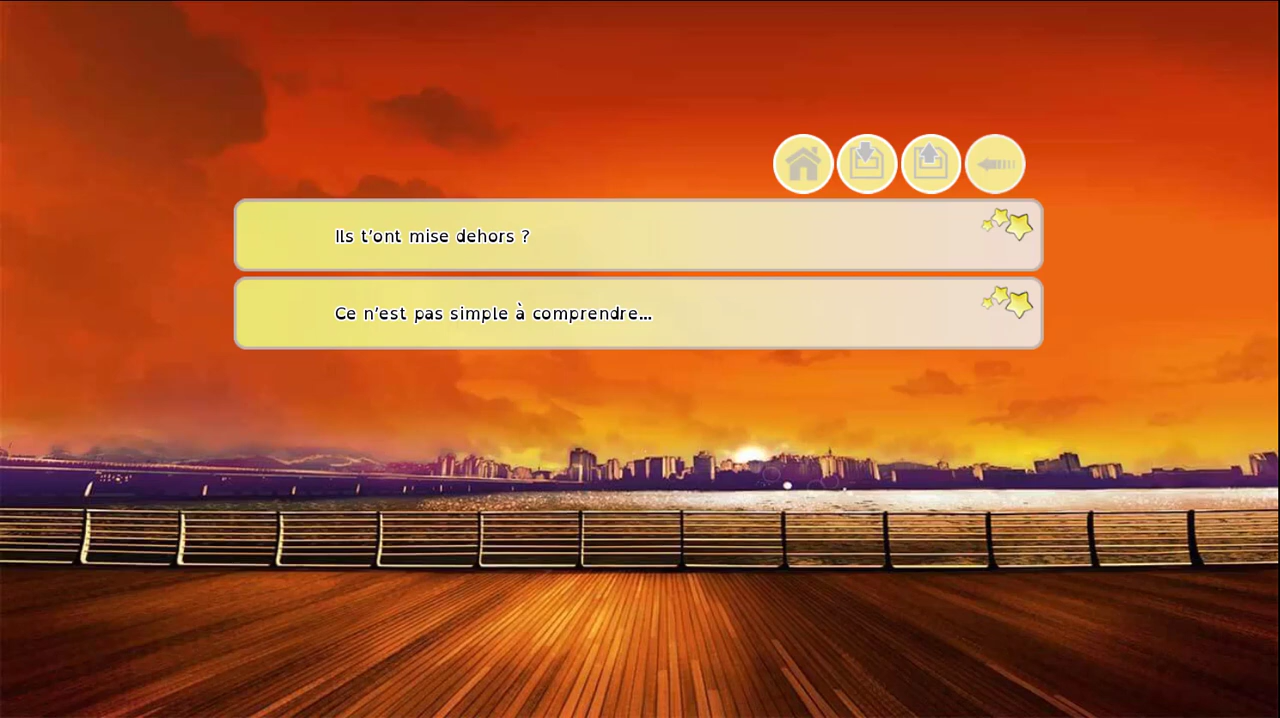 Ils t’ont mise dehors ?
Ce n’est pas simple à comprendre…